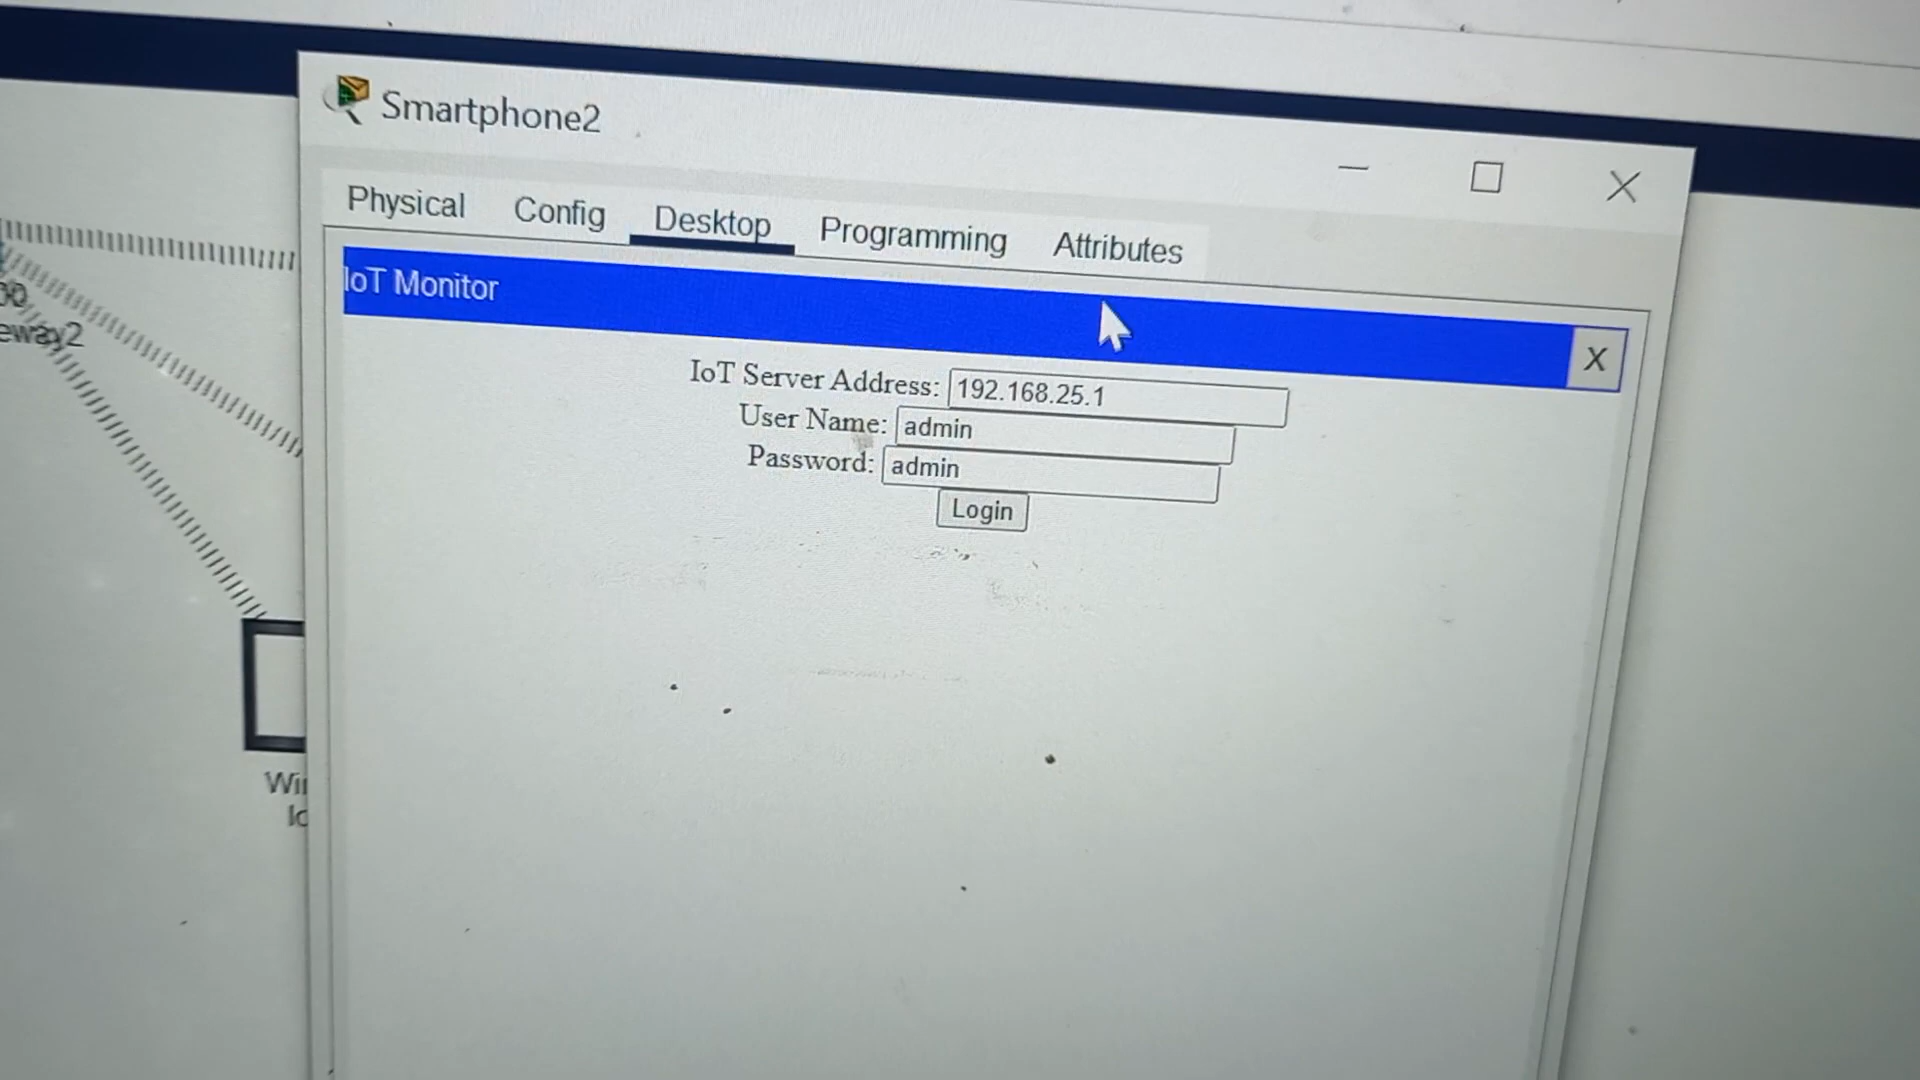 Smartphone2
Physical Config Desktop Programming Attributes
IoT Monitor
X
IoT Server Address: 192.168.25.1
User Name: admin
Password: admin
Login